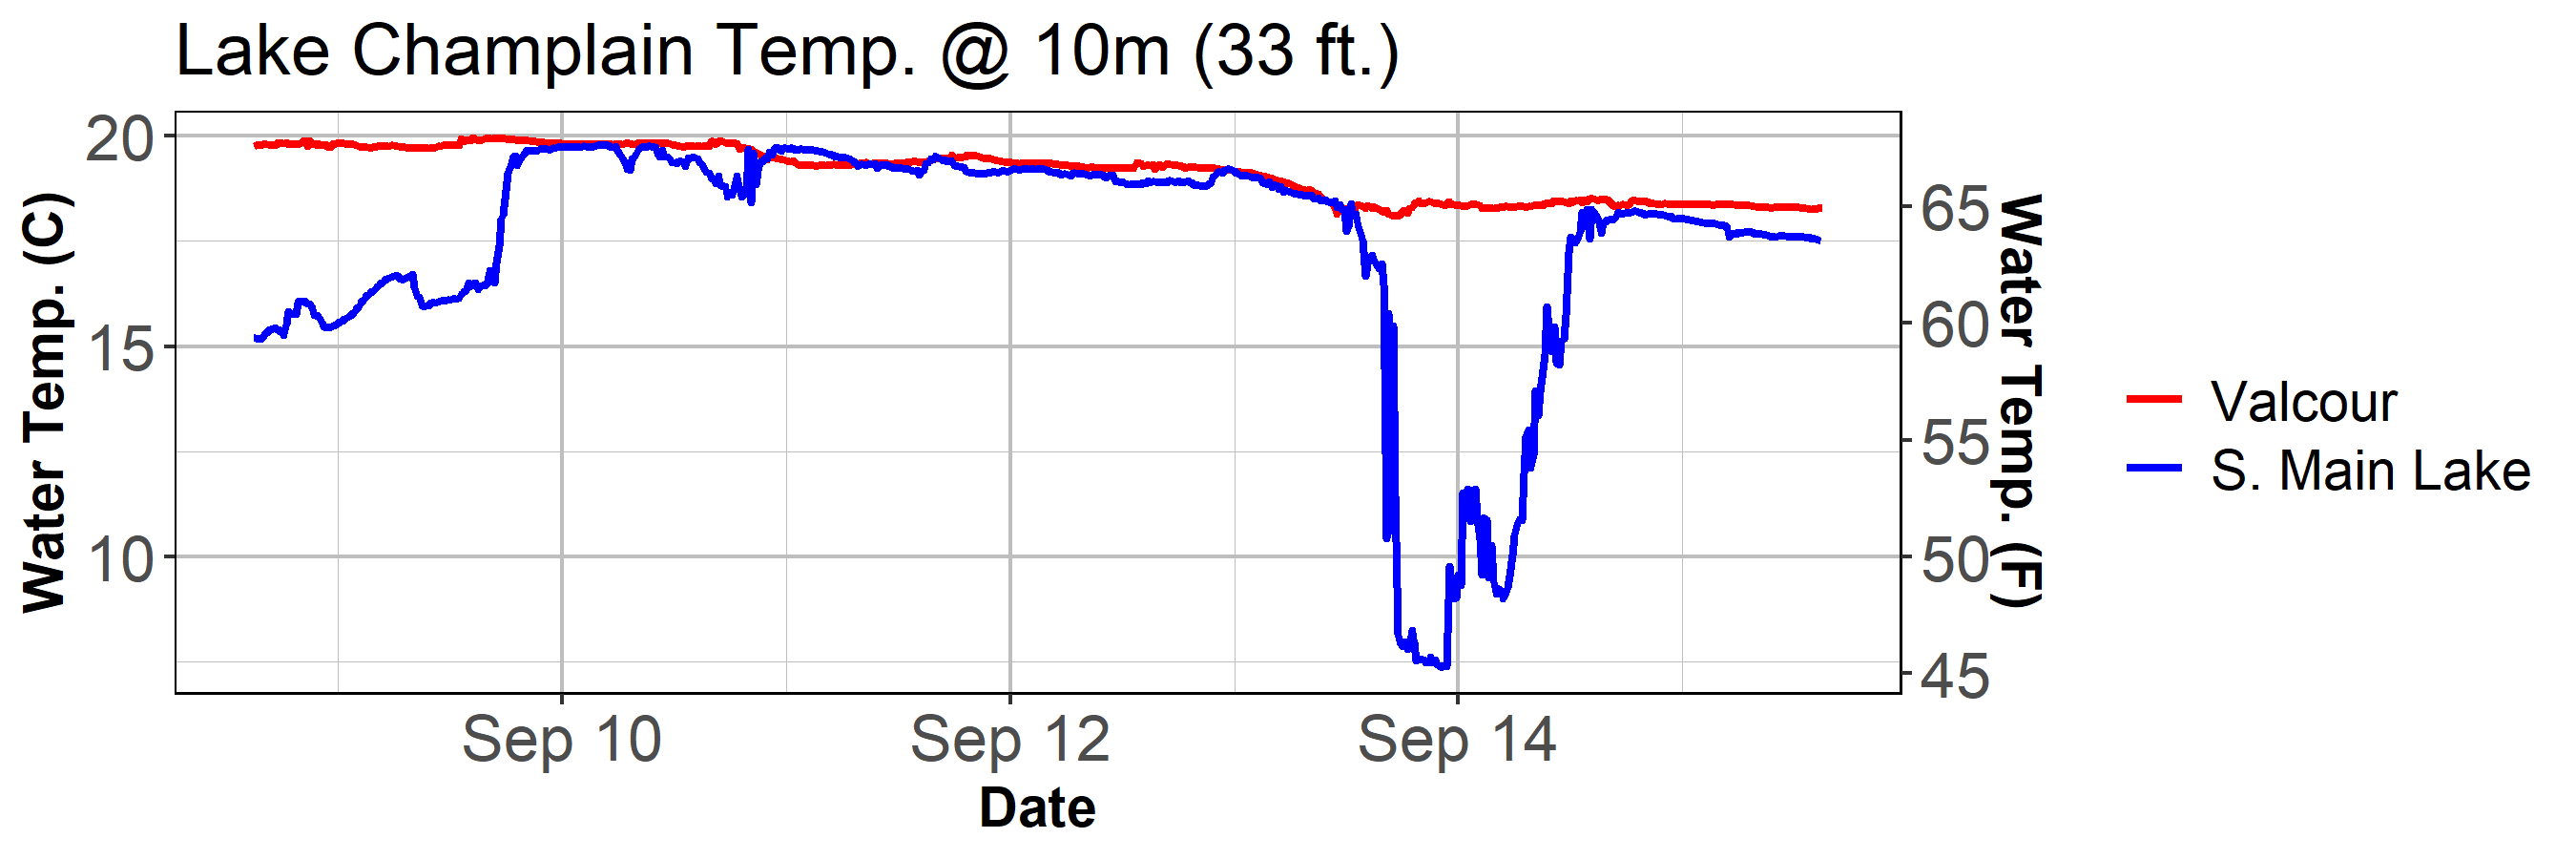 Lake Champlain Temp. @ 10m (33 ft.)
Water Temp. (C)
20
15
10
65
60
55
50
45
Water Temp. (F)
Sep 10
Sep 12
Sep 14
Date
Valcour
S. Main Lake